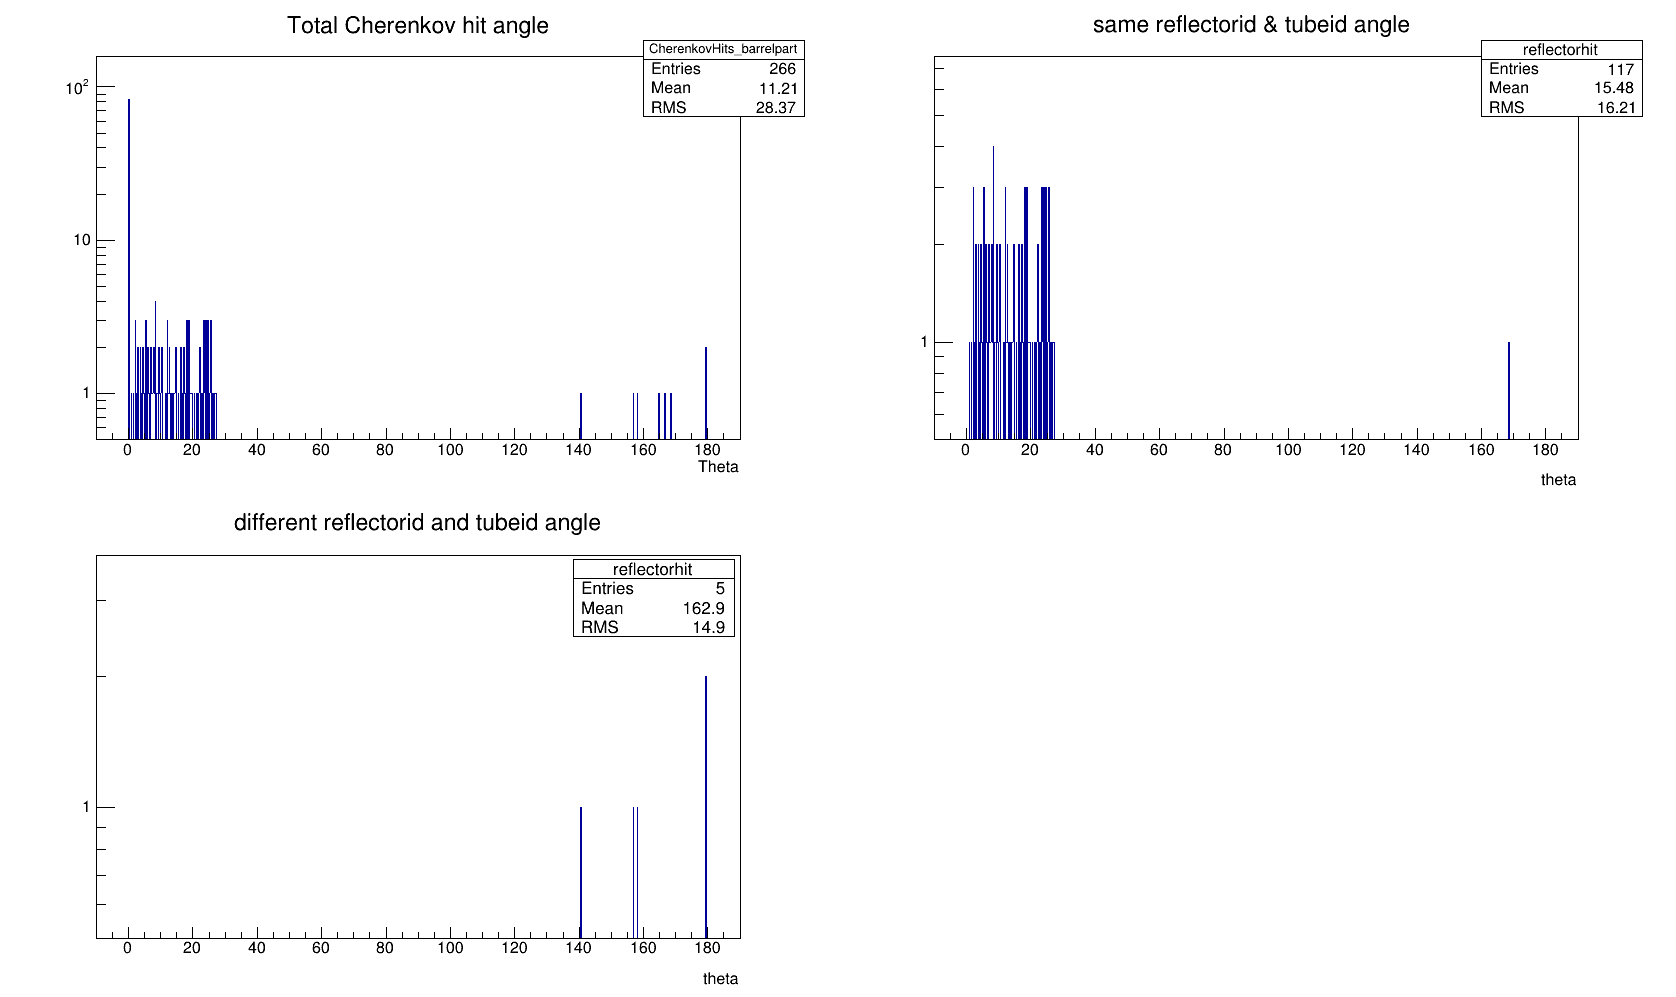 Total Cherenkov hit angle
CherenkovHits_barrelpart
Entries 266
Mean 11.21
RMS 28.37
10²
10
1
0 20 40 60 80 100 120 140 160 180
Theta
same reflectorid & tubeid angle
reflectorhit
Entries 117
Mean 15.48
RMS 16.21
1
0 20 40 60 80 100 120 140 160 180
theta
different reflectorid and tubeid angle
reflectorhit
Entries 5
Mean 162.9
RMS 14.9
1
0 20 40 60 80 100 120 140 160 180
theta